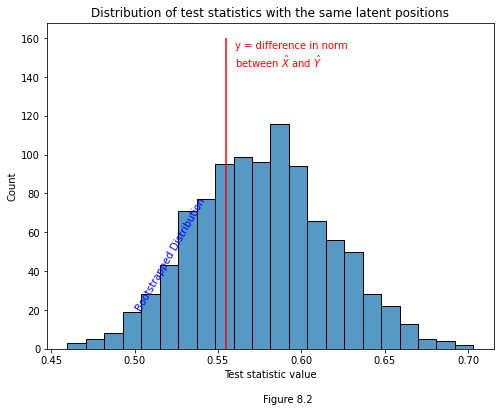 Distribution of test statistics with the same latent positions
160
140
120
100
80
60
40
20
0
Count
y = difference in norm
between X̂ and Ŷ
Bootstrapped Distribution
0.45 0.50 0.55 0.60 0.65 0.70
Test statistic value
Figure 8.2